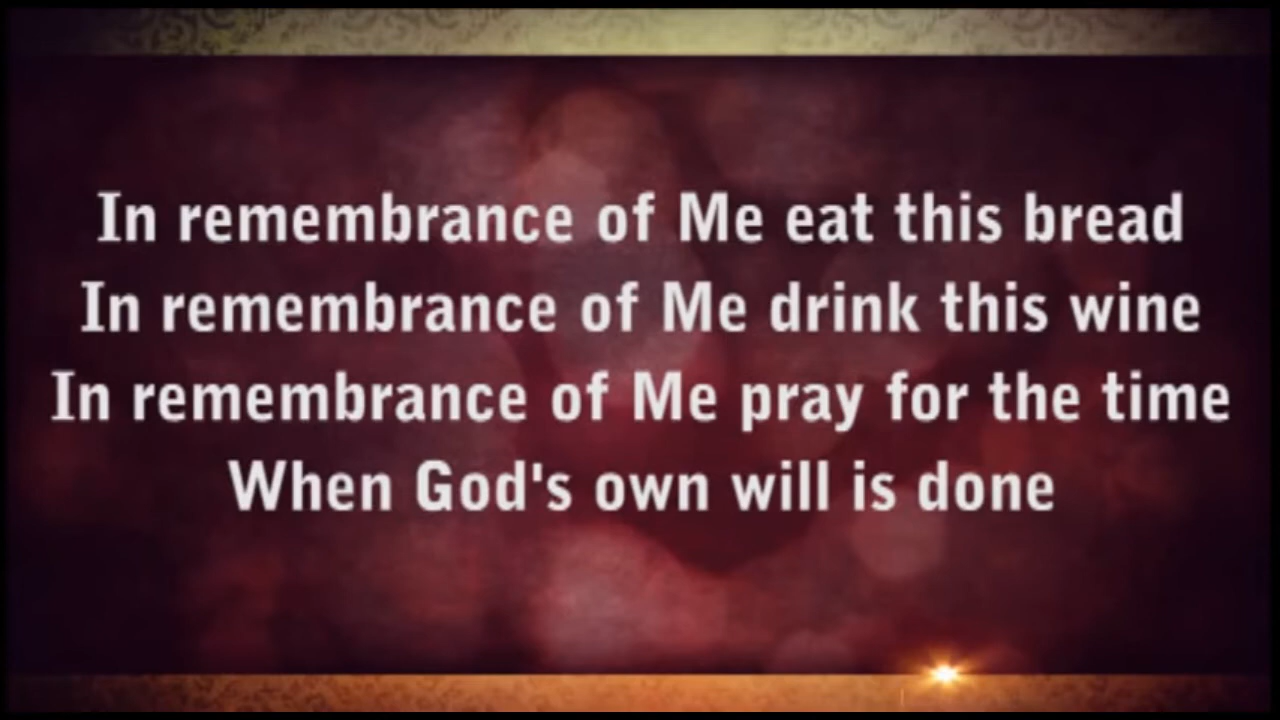 In remembrance of Me eat this bread
In remembrance of Me drink this wine
In remembrance of Me pray for the time
When God's own will is done